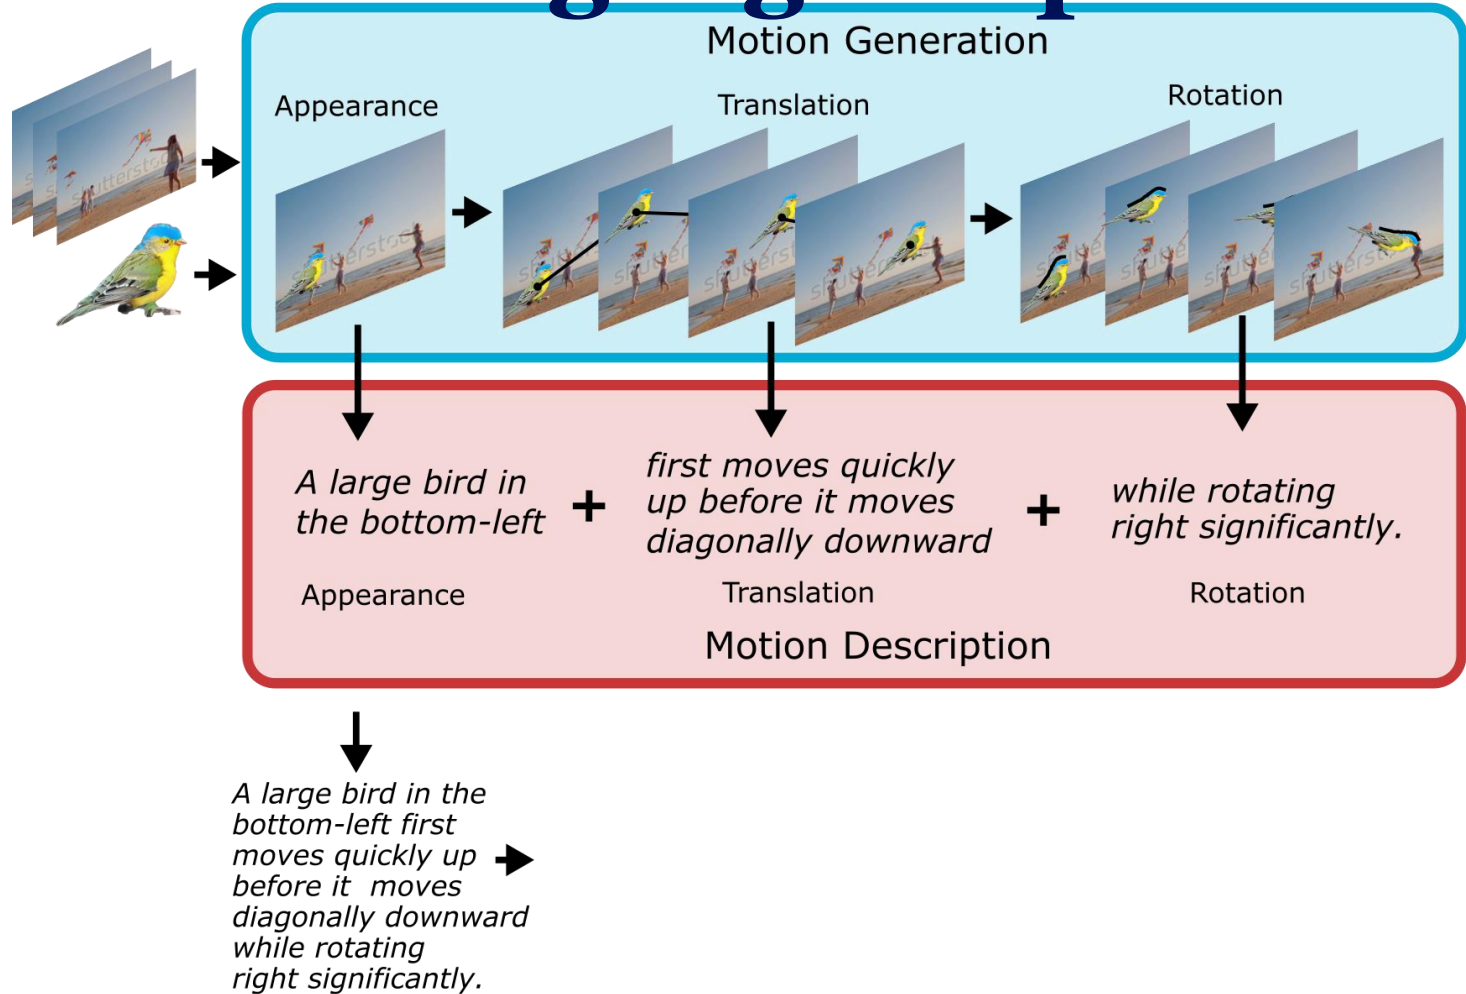 Motion Generation
Appearance
Translation
Rotation
shutterstock
A large bird in
the bottom-left
+
first moves quickly
up before it moves
diagonally downward
+
while rotating
right significantly.
Appearance
Translation
Rotation
Motion Description
A large bird in the
bottom-left first
moves quickly up
before it moves
diagonally downward
while rotating
right significantly.